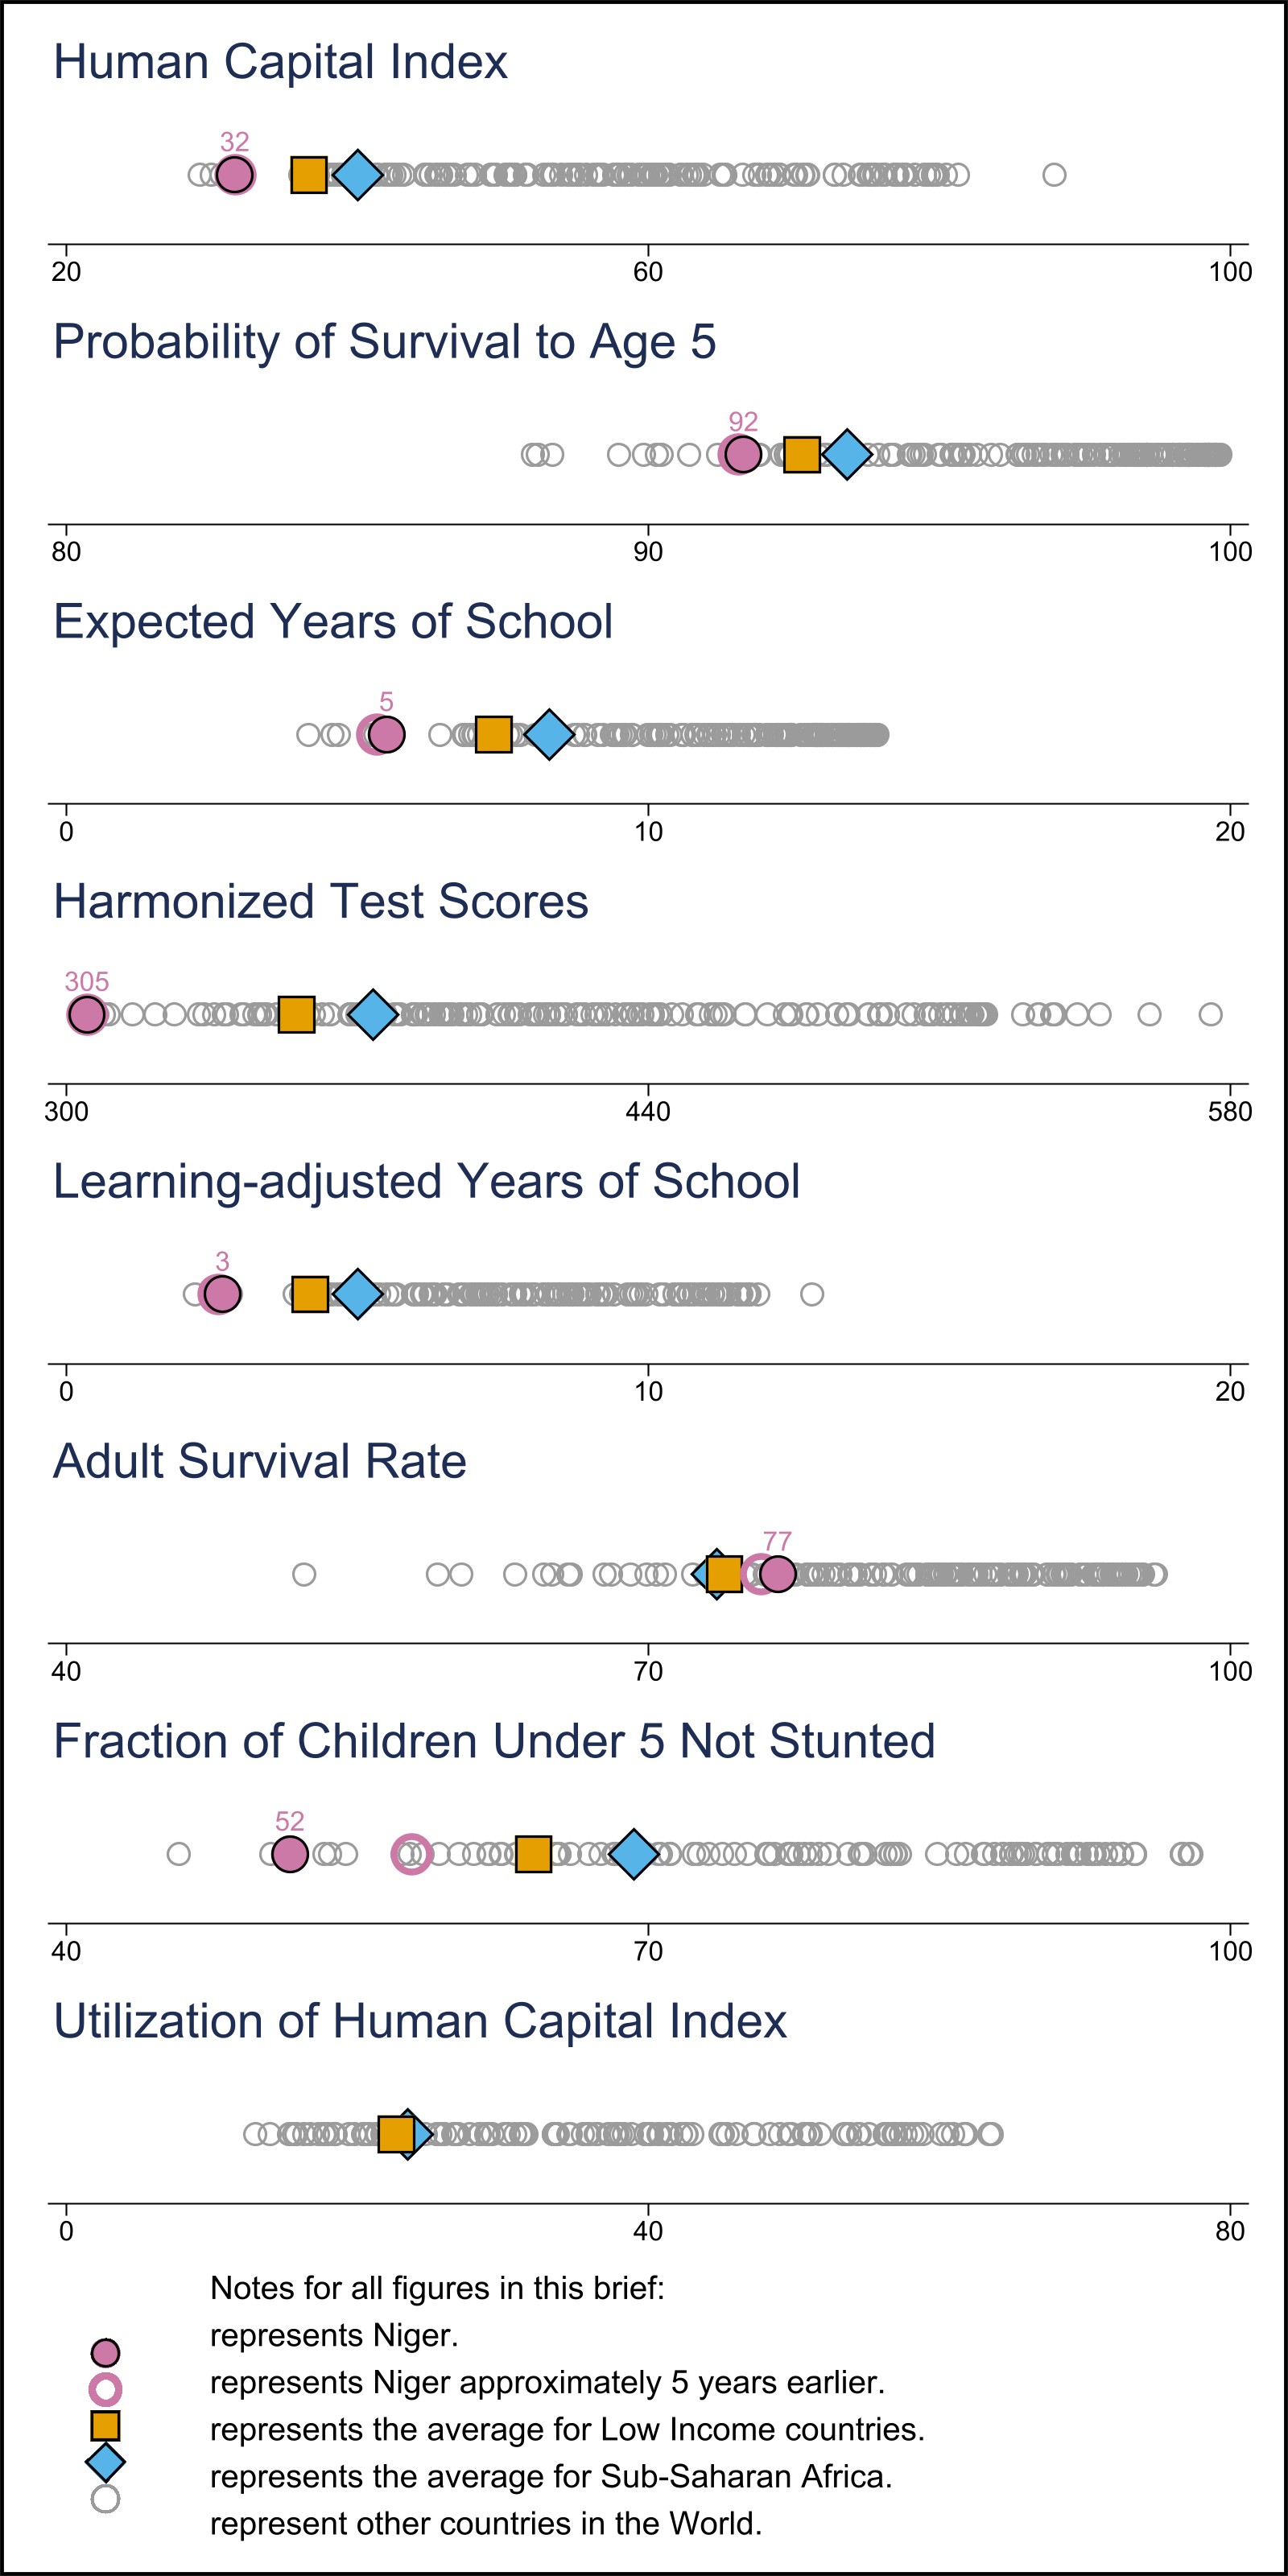 Human Capital Index
32
20 60 100
Probability of Survival to Age 5
92
80 90 100
Expected Years of School
5
0 10 20
Harmonized Test Scores
305
300 440 580
Learning-adjusted Years of School
3
0 10 20
Adult Survival Rate
77
40 70 100
Fraction of Children Under 5 Not Stunted
52
40 70 100
Utilization of Human Capital Index
0 40 80
Notes for all figures in this brief:
represents Niger.
represents Niger approximately 5 years earlier.
represents the average for Low Income countries.
represents the average for Sub-Saharan Africa.
represent other countries in the World.